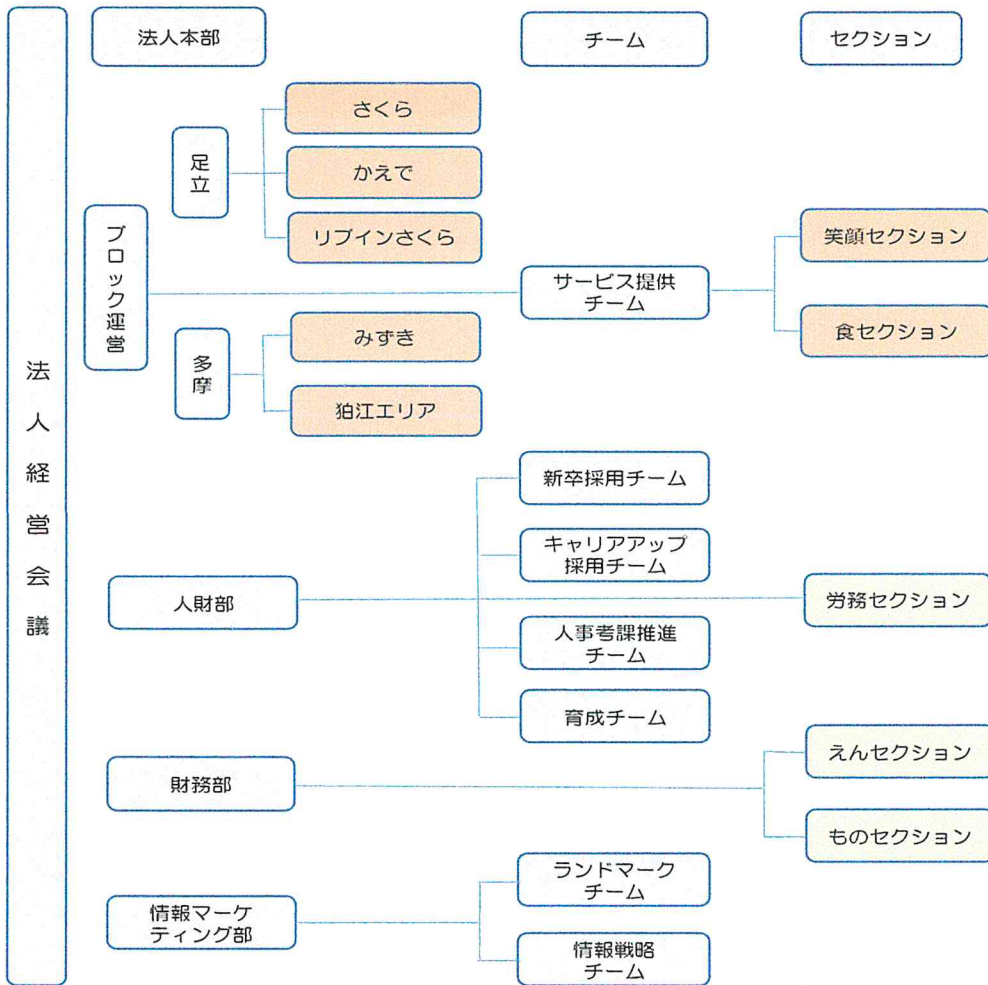 法人経営会議
法人本部
チーム
セクション
さくら
足立
かえで
リブインさくら
ブロック運営
サービス提供
チーム
笑顔セクション
食セクション
みずき
多摩
狛江エリア
新卒採用チーム
キャリアアップ
採用チーム
人財部
労務セクション
人事考課推進
チーム
育成チーム
財務部
えんセクション
ものセクション
ランドマーク
チーム
情報マーケ
ティング部
情報戦略
チーム